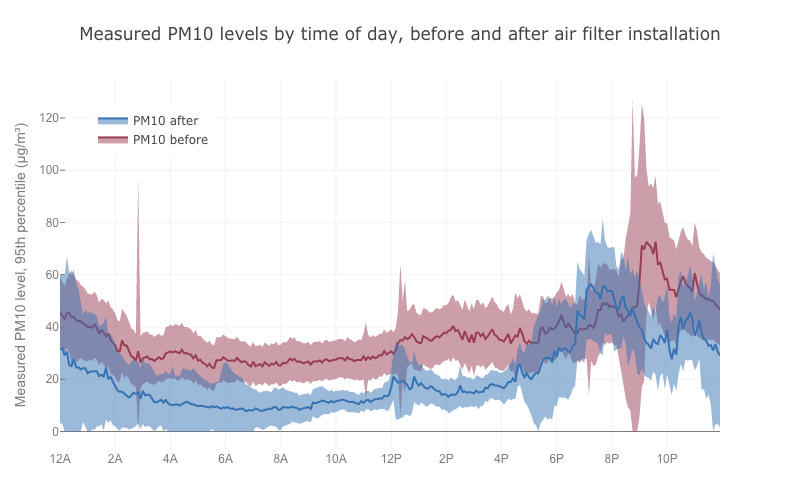 Measured PM10 levels by time of day, before and after air filter installation
Measured PM10 level, 95th percentile (µg/m³)
120
100
80
60
40
20
0
PM10 after
PM10 before
12A 2A 4A 6A 8A 10A 12P 2P 4P 6P 8P 10P